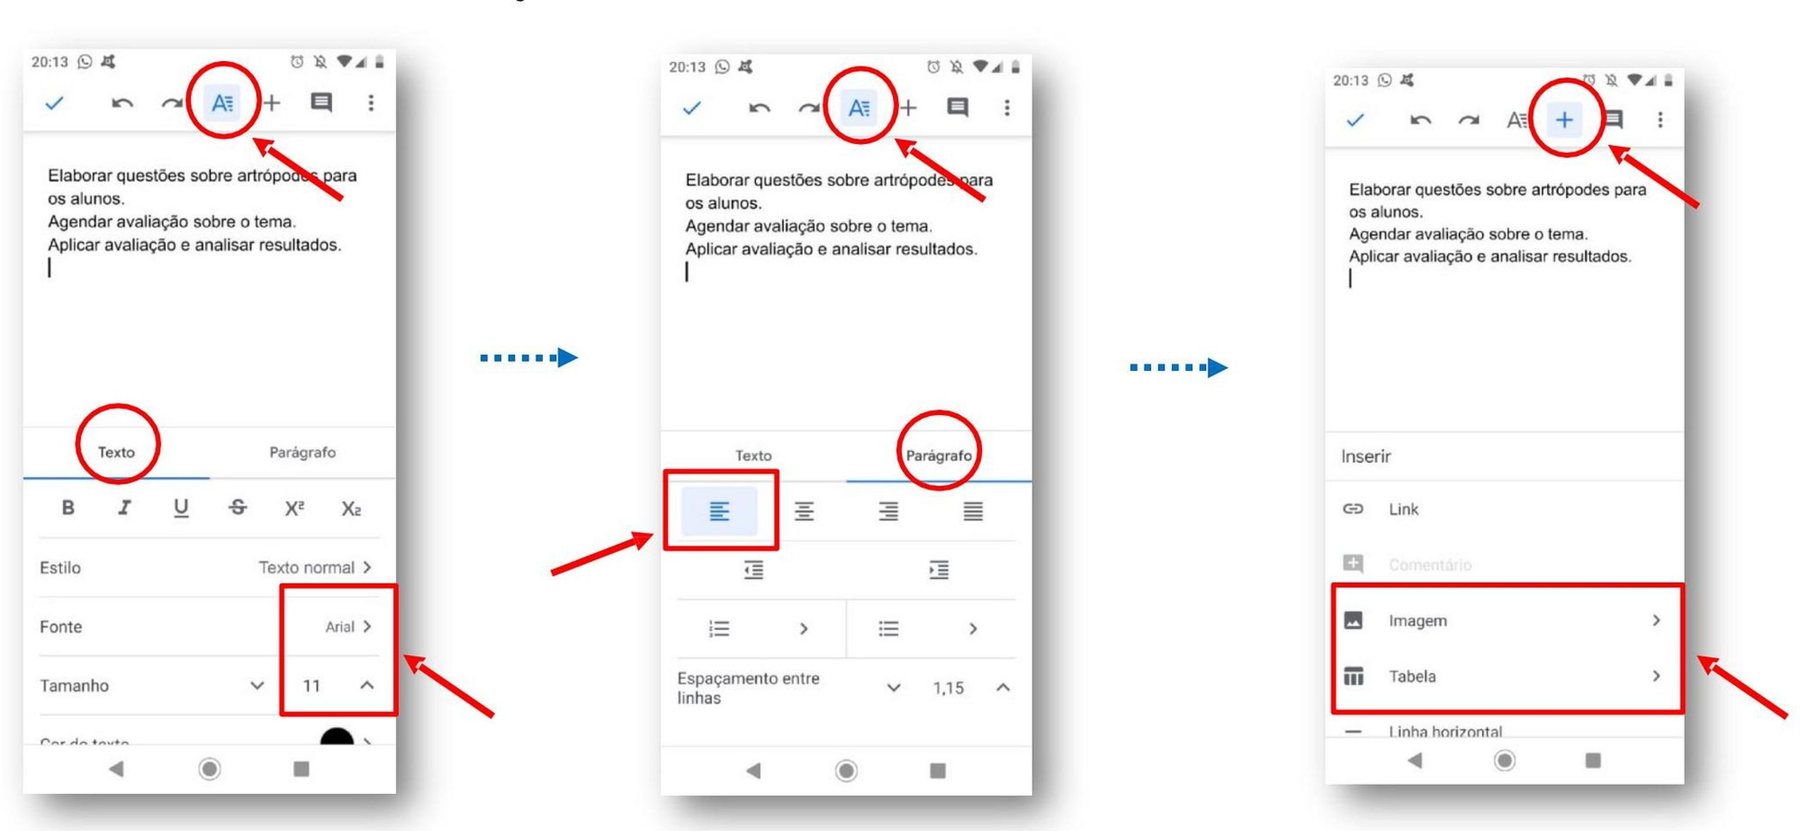 20:13
Elaborar questões sobre artrópodes para
os alunos.
Agendar avaliação sobre o tema.
Aplicar avaliação e analisar resultados.
Texto Parágrafo
B I U S X² X₂
Estilo Texto normal
Fonte Arial
Tamanho 11
Cor do texto
20:13
Elaborar questões sobre artrópodes para
os alunos.
Agendar avaliação sobre o tema.
Aplicar avaliação e analisar resultados.
Texto Parágrafo
Espaçamento entre
linhas
1,15
20:13
Elaborar questões sobre artrópodes para
os alunos.
Agendar avaliação sobre o tema.
Aplicar avaliação e analisar resultados.
Inserir
Link
Comentário
Imagem
Tabela
Linha horizontal